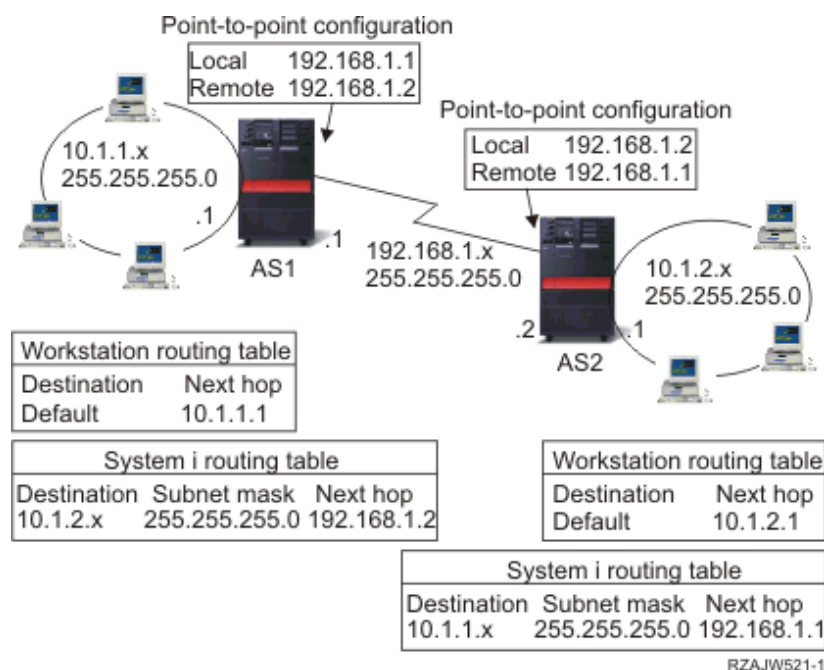 Point-to-point configuration
Local 192.168.1.1
Remote 192.168.1.2
Point-to-point configuration
Local 192.168.1.2
Remote 192.168.1.1
10.1.1.x
255.255.255.0
.1
.1
AS1
192.168.1.x
255.255.255.0
10.1.2.x
255.255.255.0
.2
.1
AS2
Workstation routing table
Destination Next hop
Default 10.1.1.1
System i routing table
Destination Subnet mask Next hop
10.1.2.x 255.255.255.0 192.168.1.2
Workstation routing table
Destination Next hop
Default 10.1.2.1
System i routing table
Destination Subnet mask Next hop
10.1.1.x 255.255.255.0 192.168.1.1
RZAJW521-1